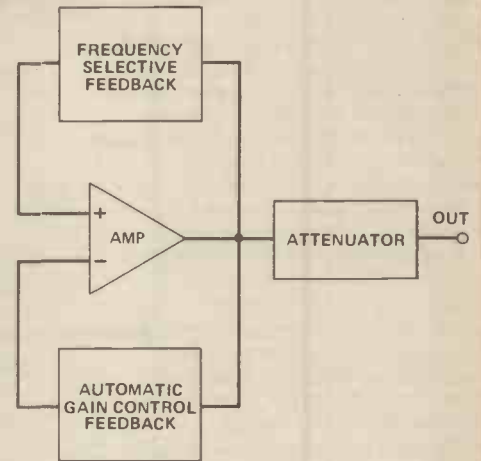 FREQUENCY
SELECTIVE
FEEDBACK
+
AMP
−
ATTENUATOR
OUT
AUTOMATIC
GAIN CONTROL
FEEDBACK